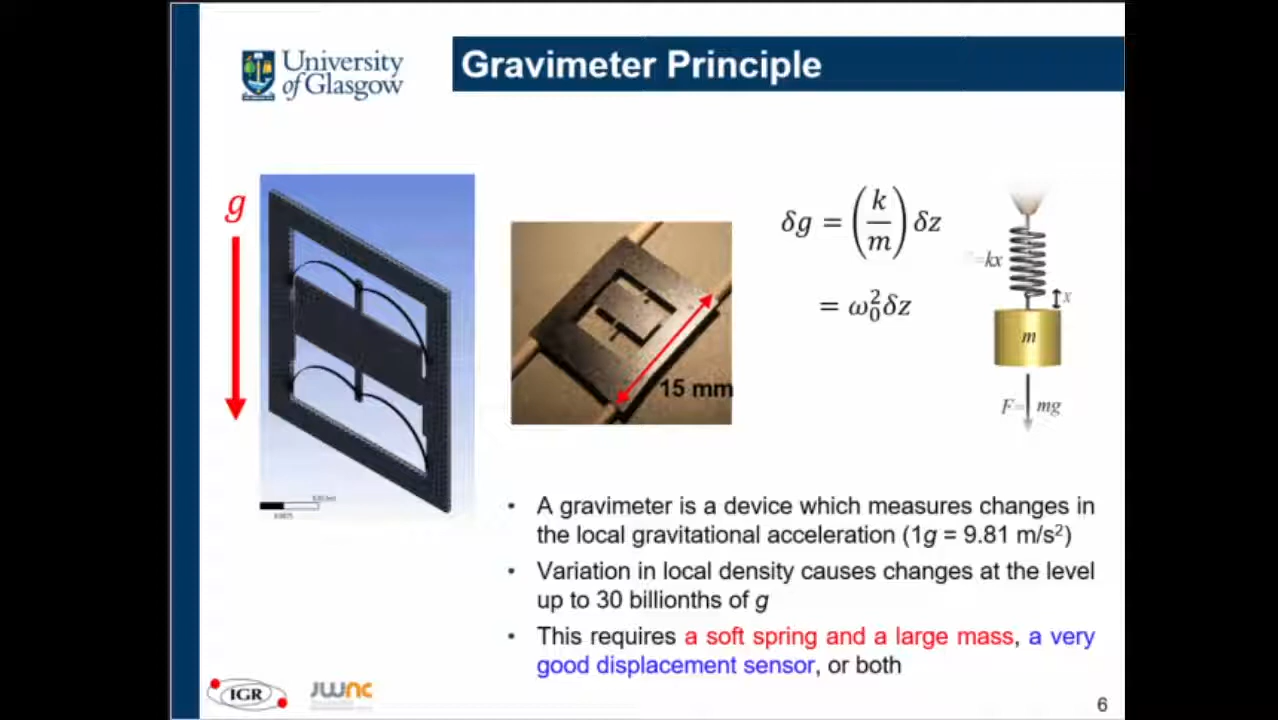 University
of Glasgow
Gravimeter Principle
g
15 mm
δg = (k/m) δz
= ω₀²δz
=kx
x
m
F= mg
• A gravimeter is a device which measures changes in
the local gravitational acceleration (1g = 9.81 m/s²)
• Variation in local density causes changes at the level
up to 30 billionths of g
• This requires a soft spring and a large mass, a very
good displacement sensor, or both
IGR
JWNC
6